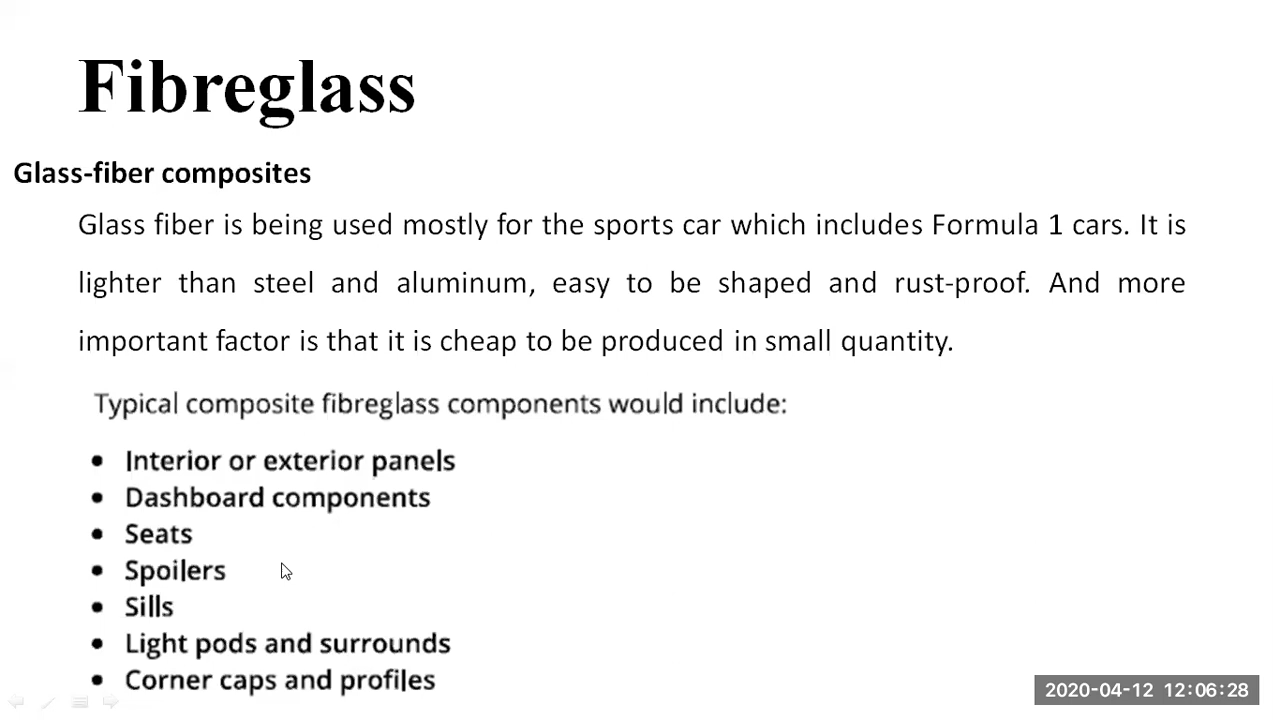 Fibreglass
Glass-fiber composites
Glass fiber is being used mostly for the sports car which includes Formula 1 cars. It is
lighter than steel and aluminum, easy to be shaped and rust-proof. And more
important factor is that it is cheap to be produced in small quantity.
Typical composite fibreglass components would include:
• Interior or exterior panels
• Dashboard components
• Seats
• Spoilers
• Sills
• Light pods and surrounds
• Corner caps and profiles
2020-04-12 12:06:28